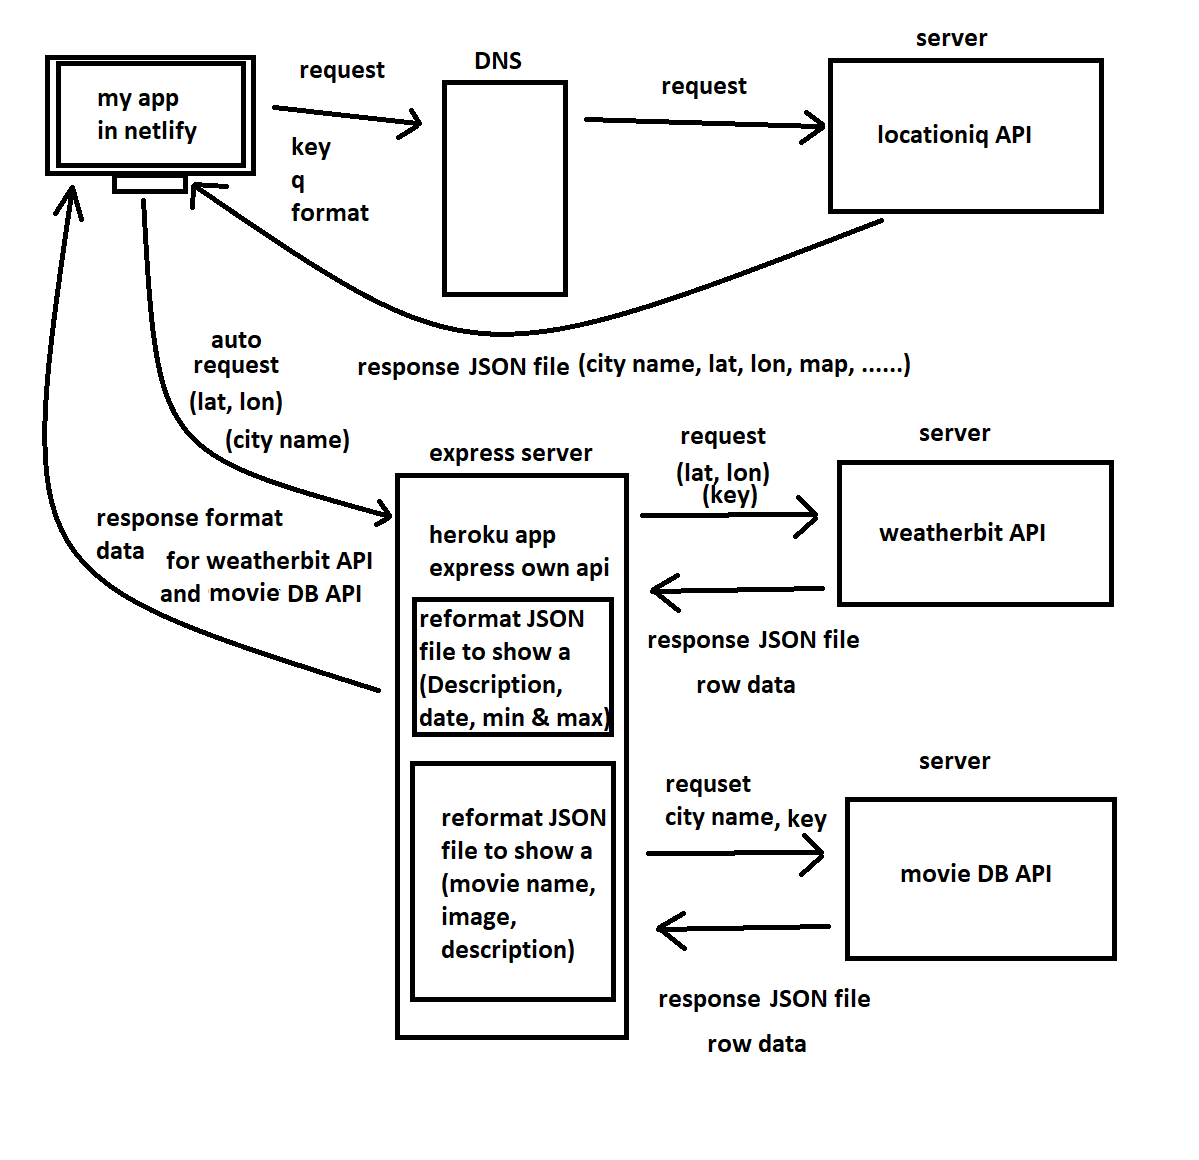 my app
in netlify
request
key
q
format
DNS
request
server
locationiq API
response JSON file (city name, lat, lon, map, ......)
auto
request
(lat, lon)
(city name)
response format
data
for weatherbit API
and movie DB API
express server
heroku app
express own api
reformat JSON
file to show a
(Description,
date, min & max)
reformat JSON
file to show a
(movie name,
image,
description)
request
(lat, lon)
(key)
server
weatherbit API
response JSON file
row data
requset
city name, key
server
movie DB API
response JSON file
row data